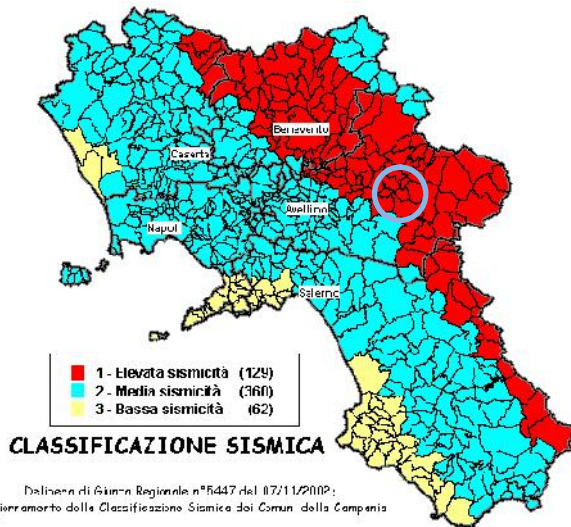 Benevento
Caserta
Avellino
Napoli
Salerno
1 - Elevata sismicità (129)
2 - Media sismicità (360)
3 - Bassa sismicità (62)
CLASSIFICAZIONE SISMICA
Delibera di Giunta Regionale n°5447 del 07/11/2002:
della Classificazione Sismica dei Comuni della Campania